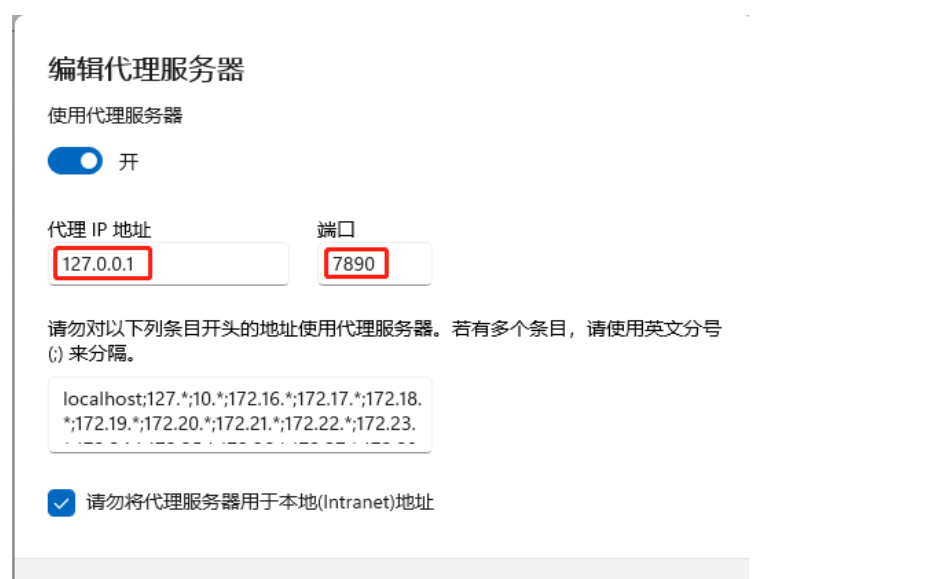 编辑代理服务器
使用代理服务器
开
代理 IP 地址
端口
127.0.0.1
7890
请勿对以下列条目开头的地址使用代理服务器。若有多个条目，请使用英文分号
(;) 来分隔。
localhost;127.*;10.*;172.16.*;172.17.*;172.18.
*;172.19.*;172.20.*;172.21.*;172.22.*;172.23.
请勿将代理服务器用于本地(Intranet)地址